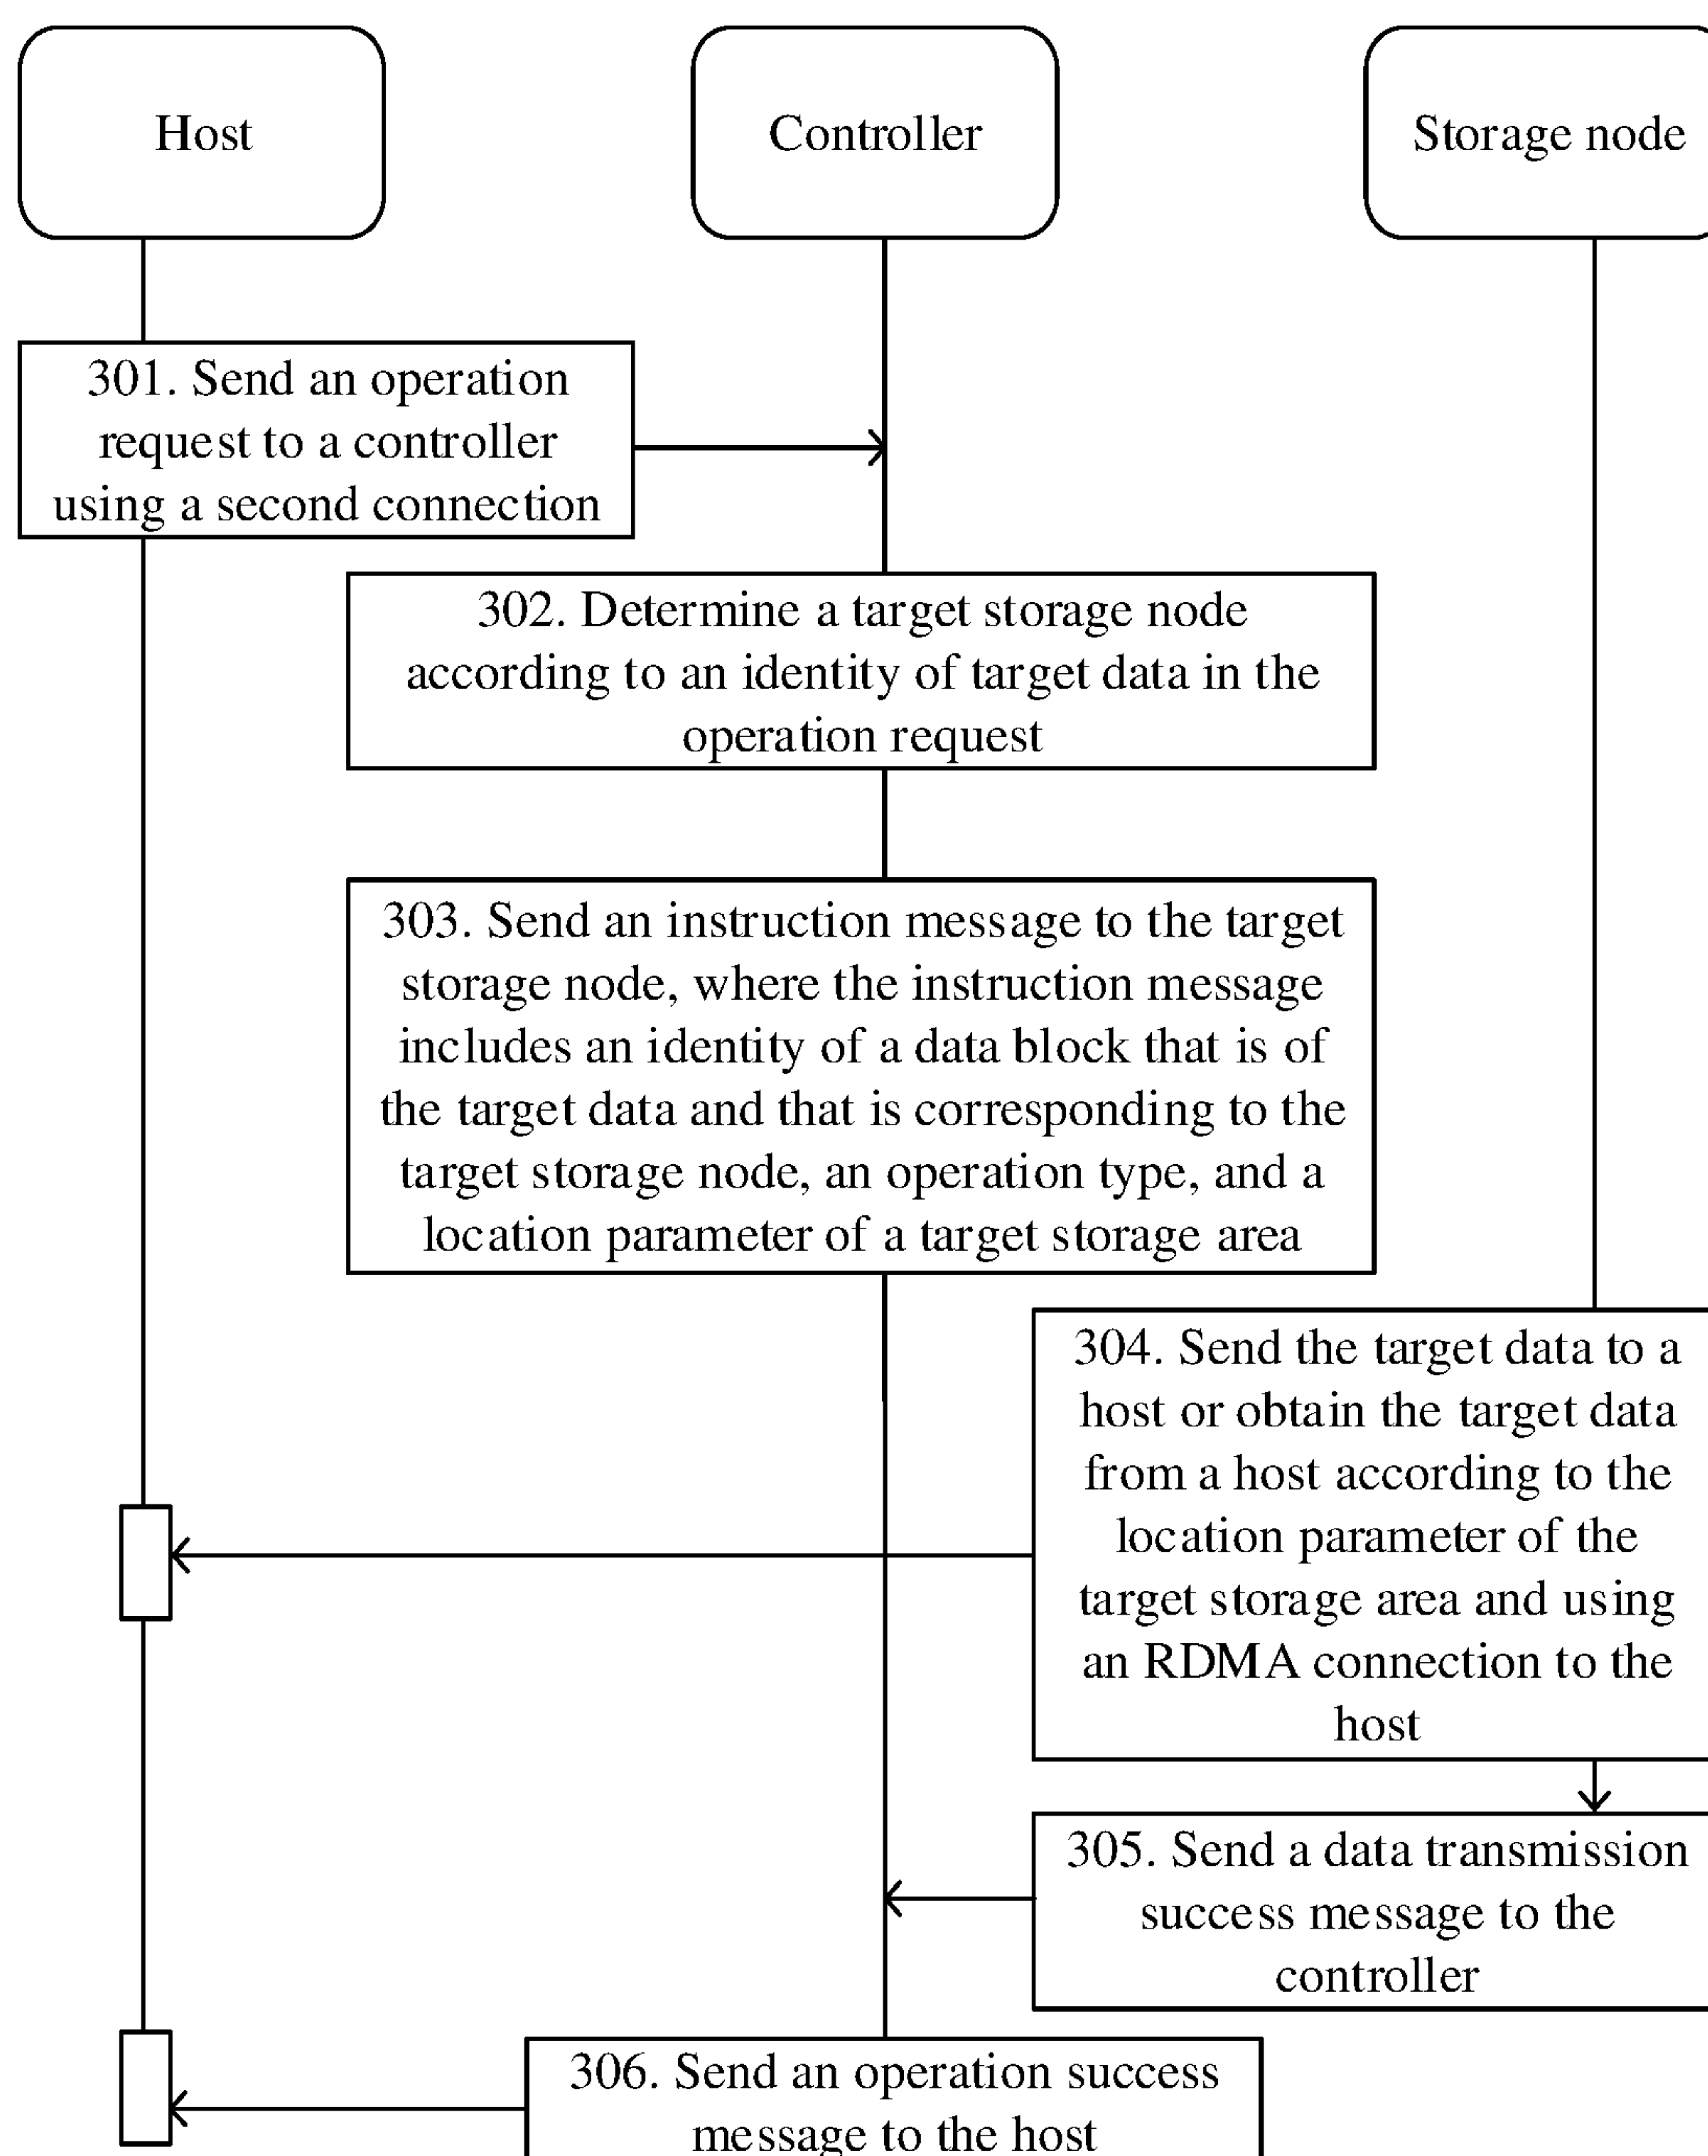 Host
Controller
Storage node
301. Send an operation
request to a controller
using a second connection
302. Determine a target storage node
according to an identity of target data in the
operation request
303. Send an instruction message to the target
storage node, where the instruction message
includes an identity of a data block that is of
the target data and that is corresponding to the
target storage node, an operation type, and a
location parameter of a target storage area
304. Send the target data to a
host or obtain the target data
from a host according to the
location parameter of the
target storage area and using
an RDMA connection to the
host
305. Send a data transmission
success message to the
controller
306. Send an operation success
message to the host